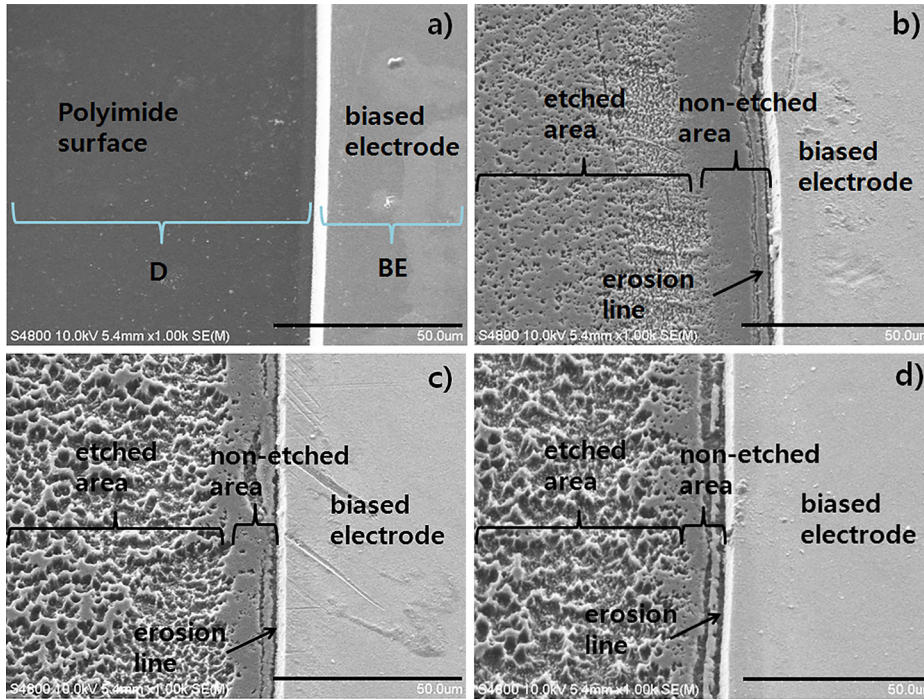 a)
Polyimide
surface
biased
electrode
D
BE
S4800 10.0kV 5.4mm x1.00k SE(M)
50.0um
b)
etched
area
non-etched
area
biased
electrode
erosion
line
S4800 10.0kV 5.4mm x1.00k SE(M)
50.0um
c)
etched
area
non-etched
area
biased
electrode
erosion
line
S4800 10.0kV 5.4mm x1.00k SE(M)
50.0um
d)
etched
area
non-etched
area
biased
electrode
erosion
line
S4800 10.0kV 5.4mm x1.00k SE(M)
50.0um